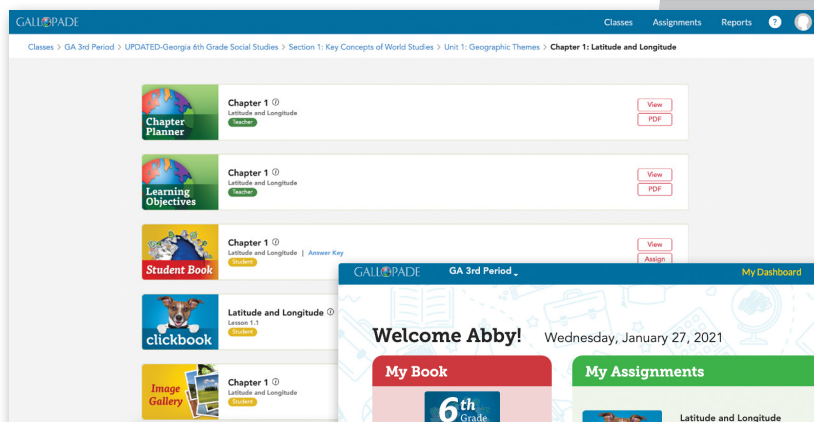 GALLOPADE
Classes Assignments Reports ?
Classes > GA 3rd Period > UPDATED-Georgia 6th Grade Social Studies > Section 1: Key Concepts of World Studies > Unit 1: Geographic Themes > Chapter 1: Latitude and Longitude
Chapter
Planner
Chapter 1
Latitude and Longitude
Teacher
View
PDF
Learning
Objectives
Chapter 1
Latitude and Longitude
Teacher
View
PDF
Student Book
Chapter 1
Latitude and Longitude | Answer Key
Student
View
Assign
clickbook
Latitude and Longitude
Lesson 1.1
Student
Image
Gallery
Chapter 1
Latitude and Longitude
Student
GALLOPADE GA 3rd Period My Dashboard
Welcome Abby! Wednesday, January 27, 2021
My Book
6th
Grade
My Assignments
Latitude and Longitude